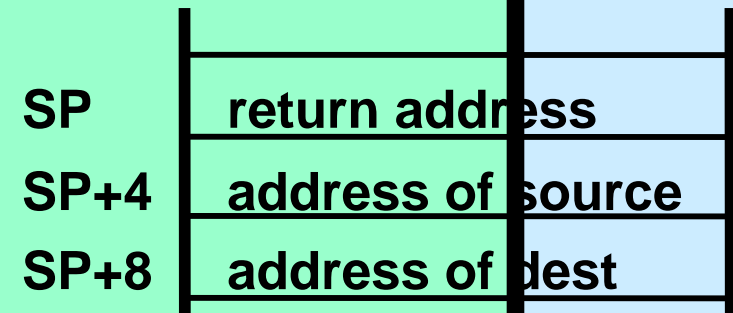 SP return address
SP+4 address of source
SP+8 address of dest